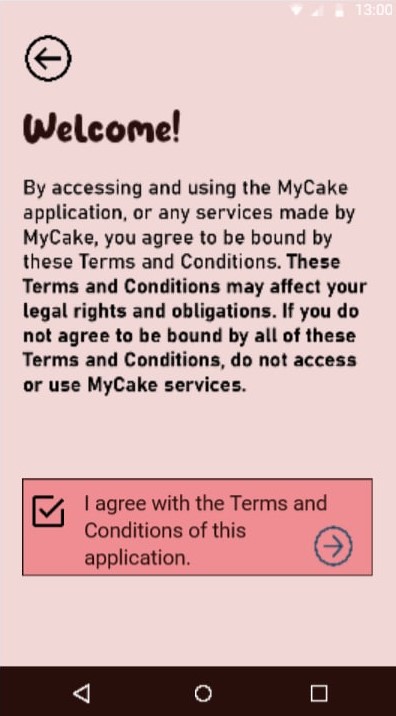 13:00
Welcome!
By accessing and using the MyCake
application, or any services made by
MyCake, you agree to be bound by
these Terms and Conditions. These
Terms and Conditions may affect your
legal rights and obligations. If you do
not agree to be bound by all of these
Terms and Conditions, do not access
or use MyCake services.
I agree with the Terms and
Conditions of this
application.